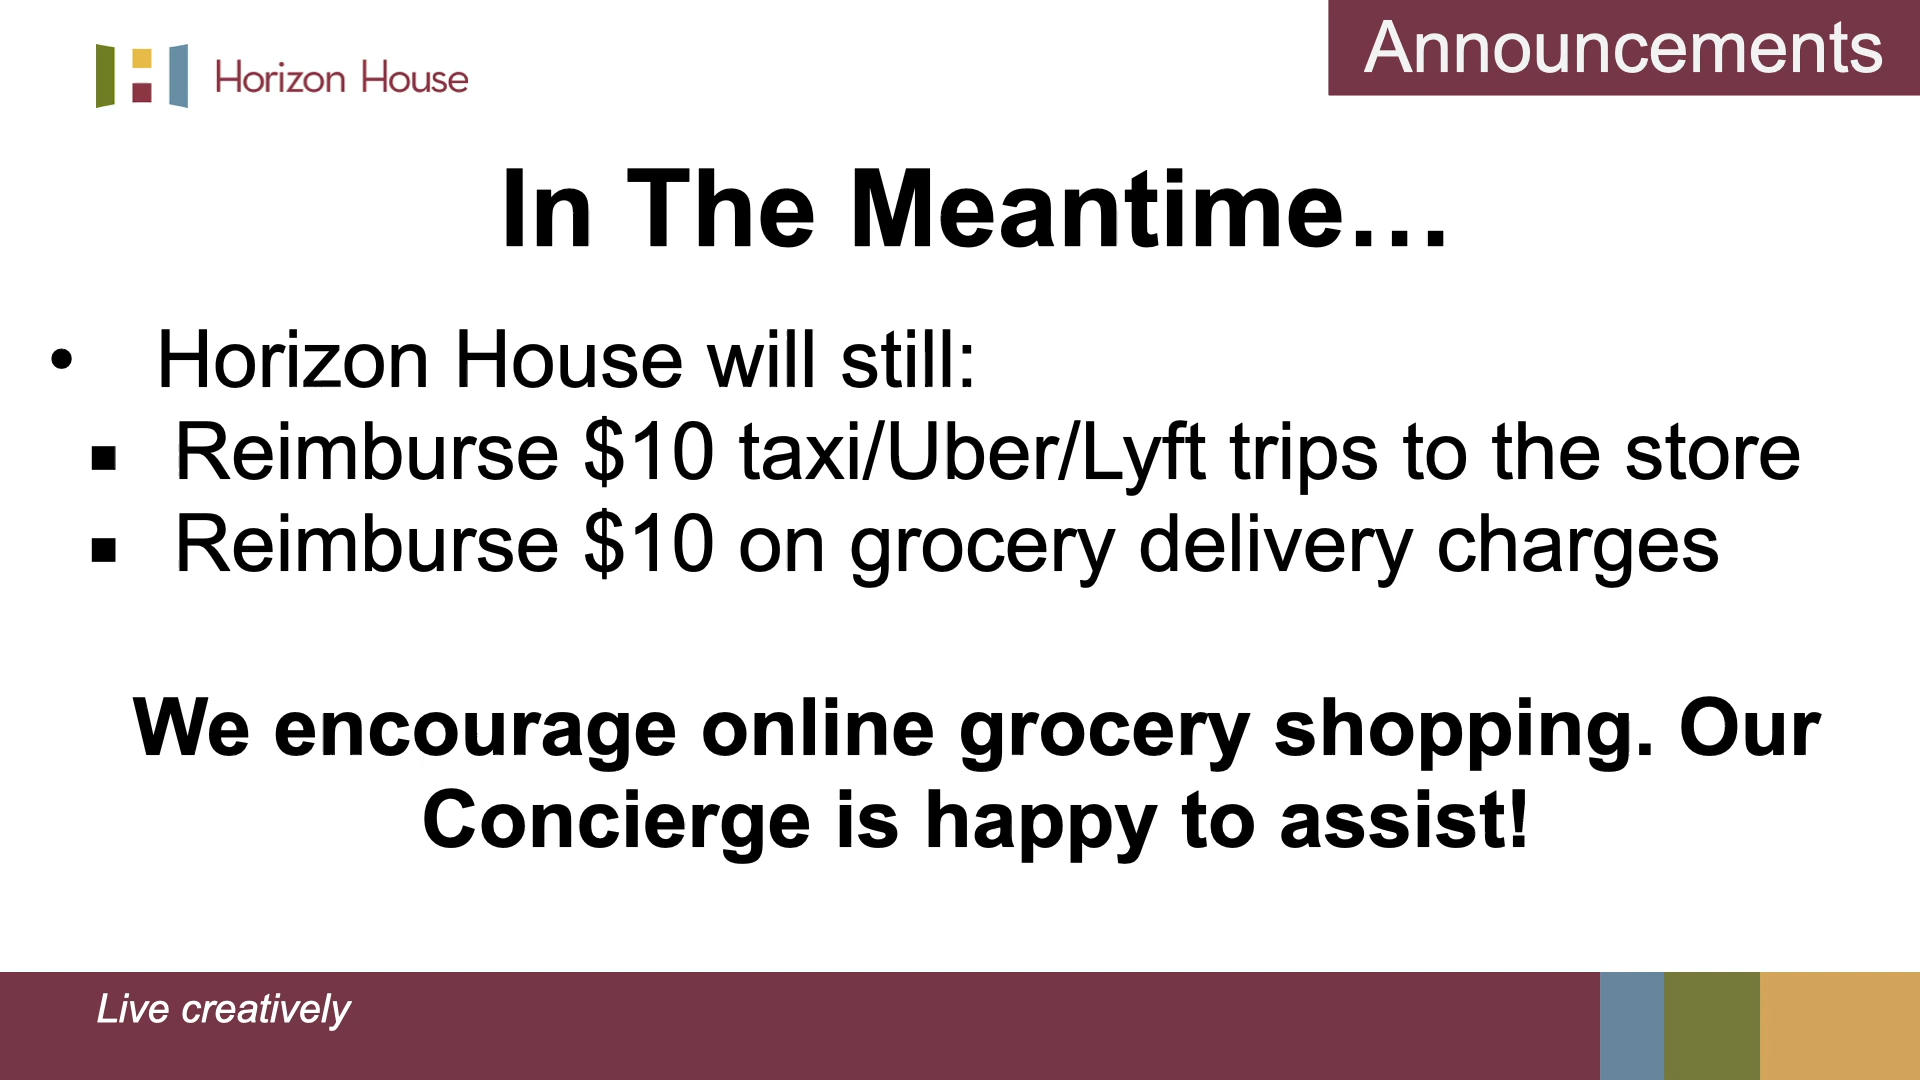 Horizon House
Announcements
In The Meantime…
• Horizon House will still:
▪ Reimburse $10 taxi/Uber/Lyft trips to the store
▪ Reimburse $10 on grocery delivery charges
We encourage online grocery shopping. Our
Concierge is happy to assist!
Live creatively